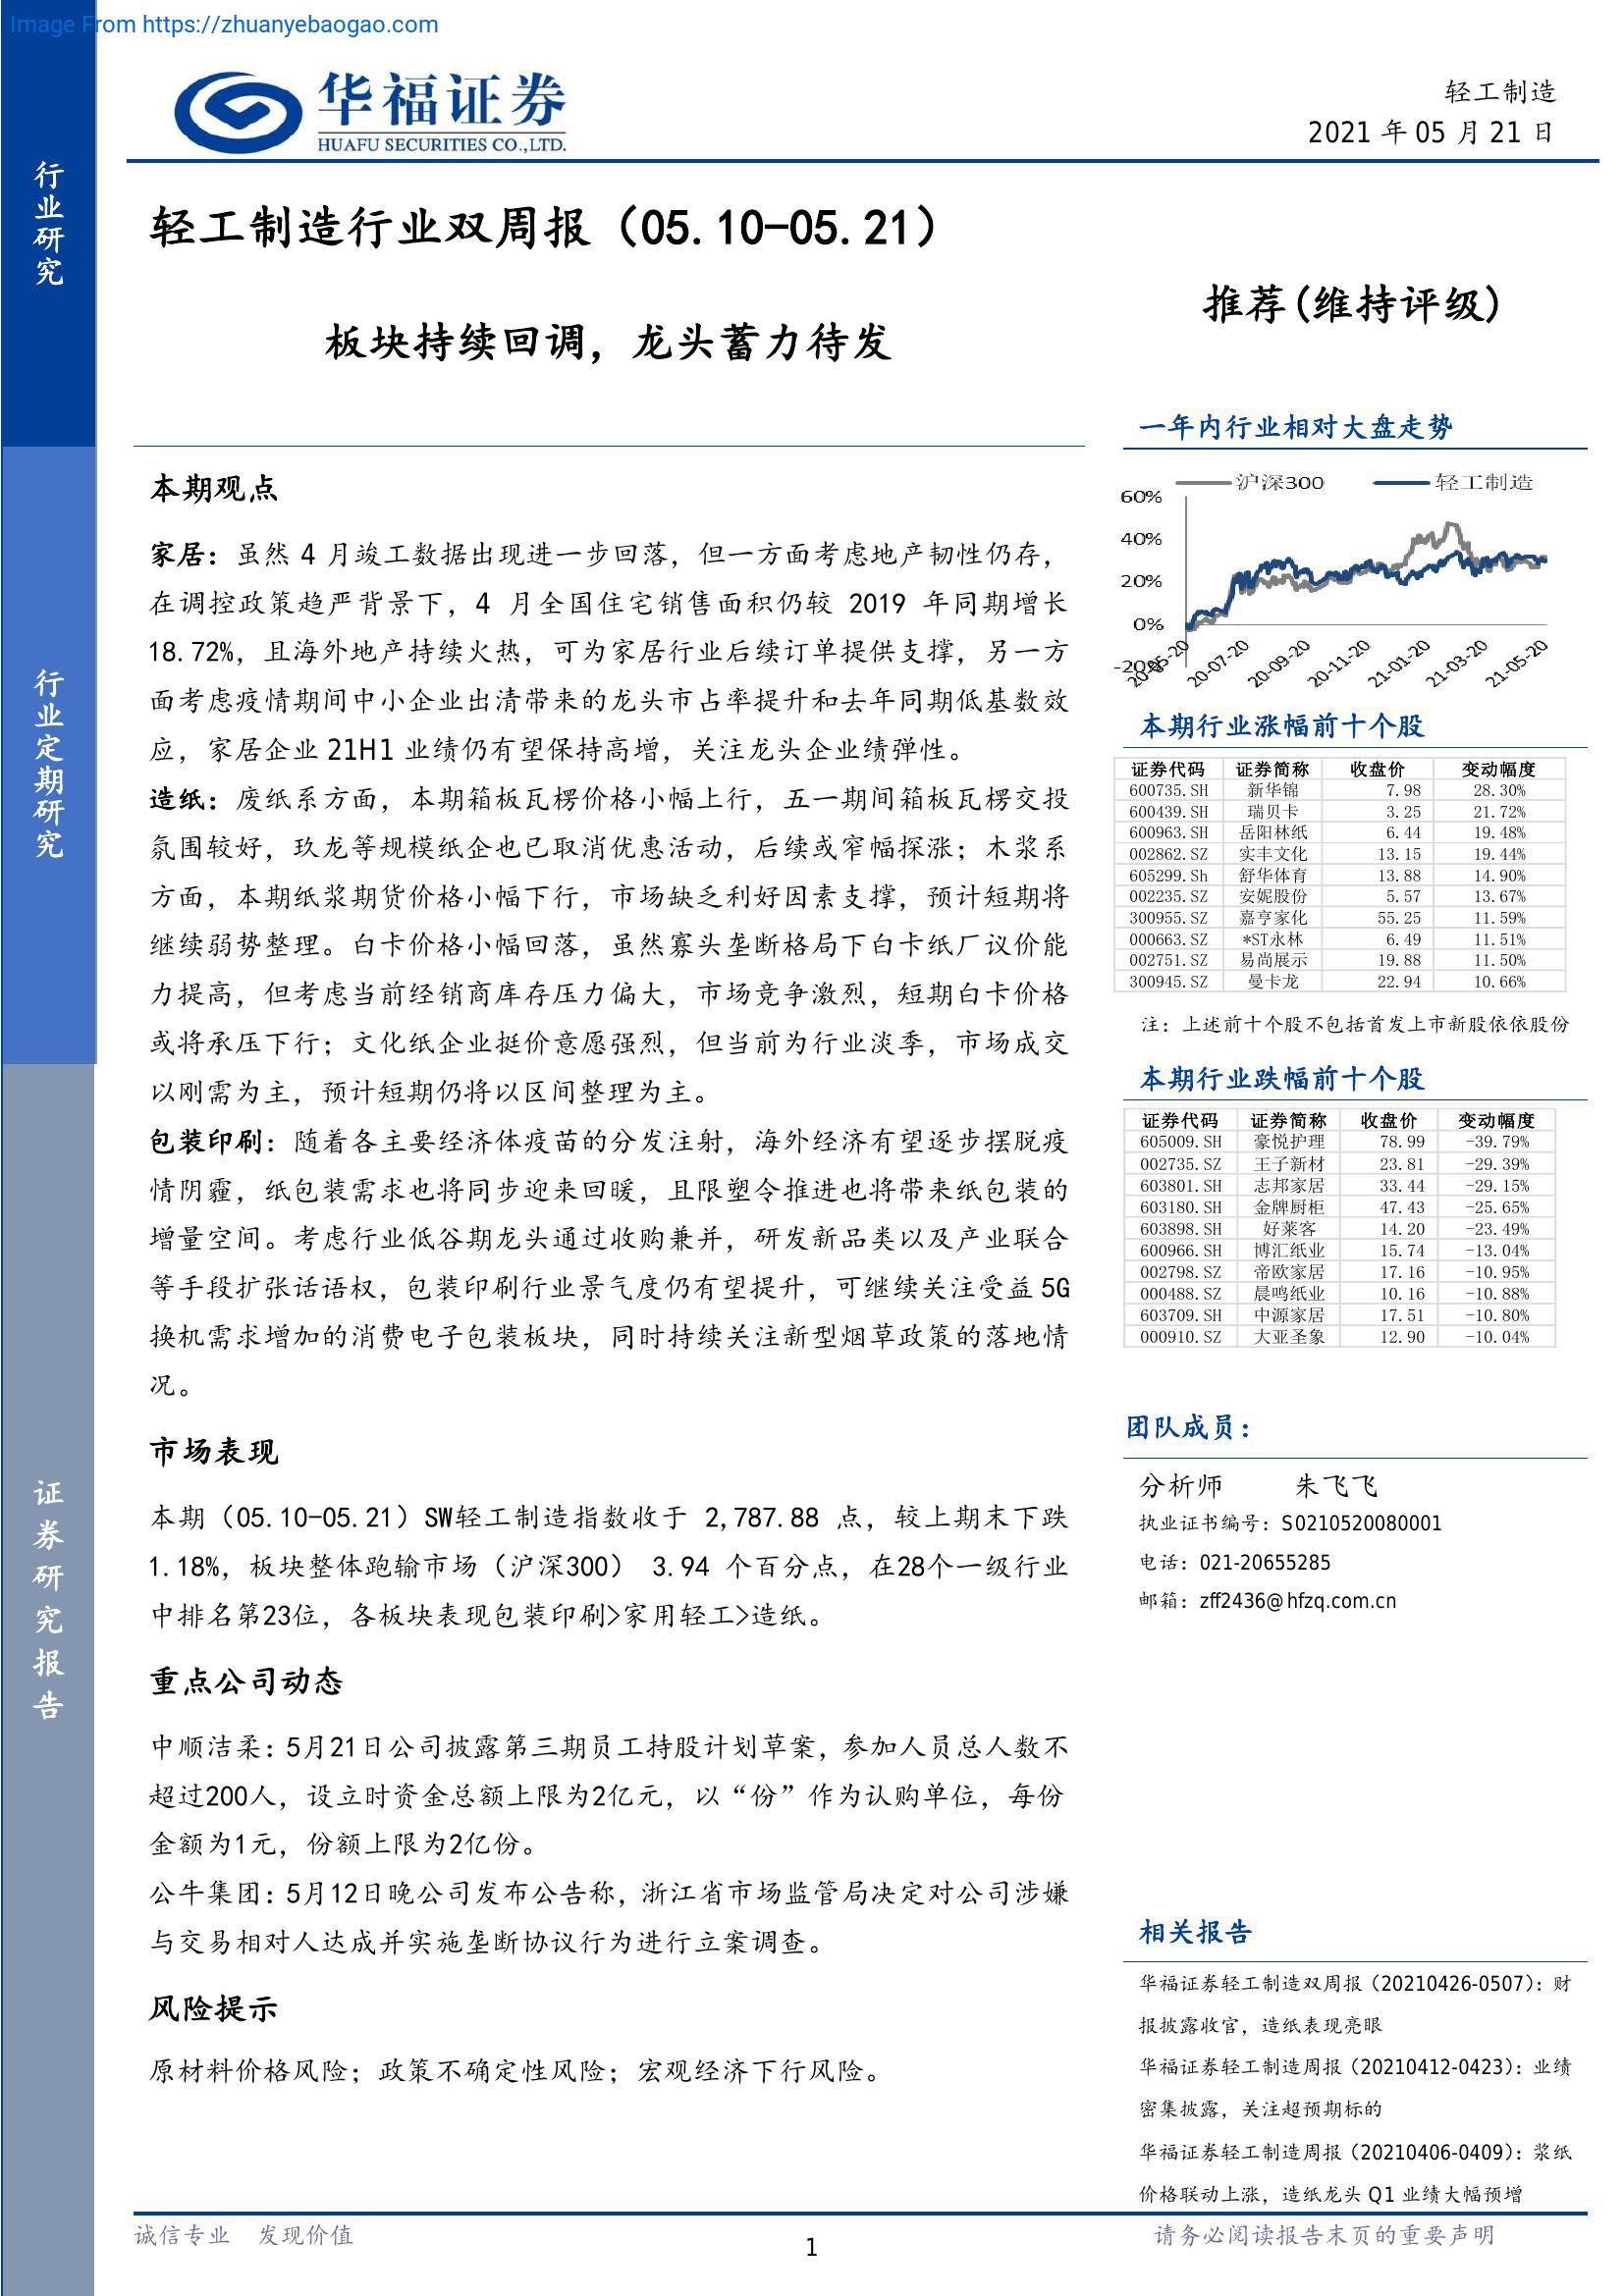 Image From https://zhuanyebaogao.com
华福证券
HUAFU SECURITIES CO.,LTD.
轻工制造
2021 年 05 月 21 日
行业研究
行业定期研究
证券研究报告
轻工制造行业双周报（05.10-05.21）
板块持续回调，龙头蓄力待发
推荐(维持评级)
本期观点
家居：虽然 4 月竣工数据出现进一步回落，但一方面考虑地产韧性仍存，
在调控政策趋严背景下，4 月全国住宅销售面积仍较 2019 年同期增长
18.72%，且海外地产持续火热，可为家居行业后续订单提供支撑，另一方
面考虑疫情期间中小企业出清带来的龙头市占率提升和去年同期低基数效
应，家居企业 21H1 业绩仍有望保持高增，关注龙头企业绩弹性。
造纸：废纸系方面，本期箱板瓦楞价格小幅上行，五一期间箱板瓦楞交投
氛围较好，玖龙等规模纸企也已取消优惠活动，后续或窄幅探涨；木浆系
方面，本期纸浆期货价格小幅下行，市场缺乏利好因素支撑，预计短期将
继续弱势整理。白卡价格小幅回落，虽然寡头垄断格局下白卡纸厂议价能
力提高，但考虑当前经销商库存压力偏大，市场竞争激烈，短期白卡价格
或将承压下行；文化纸企业挺价意愿强烈，但当前为行业淡季，市场成交
以刚需为主，预计短期仍将以区间整理为主。
包装印刷：随着各主要经济体疫苗的分发注射，海外经济有望逐步摆脱疫
情阴霾，纸包装需求也将同步迎来回暖，且限塑令推进也将带来纸包装的
增量空间。考虑行业低谷期龙头通过收购兼并，研发新品类以及产业联合
等手段扩张话语权，包装印刷行业景气度仍有望提升，可继续关注受益 5G
换机需求增加的消费电子包装板块，同时持续关注新型烟草政策的落地情
况。
市场表现
本期（05.10-05.21）SW轻工制造指数收于 2,787.88 点，较上期末下跌
1.18%，板块整体跑输市场（沪深300） 3.94 个百分点，在28个一级行业
中排名第23位，各板块表现包装印刷>家用轻工>造纸。
重点公司动态
中顺洁柔：5月21日公司披露第三期员工持股计划草案，参加人员总人数不
超过200人，设立时资金总额上限为2亿元，以“份”作为认购单位，每份
金额为1元，份额上限为2亿份。
公牛集团：5月12日晚公司发布公告称，浙江省市场监管局决定对公司涉嫌
与交易相对人达成并实施垄断协议行为进行立案调查。
风险提示
原材料价格风险；政策不确定性风险；宏观经济下行风险。
一年内行业相对大盘走势
沪深300 轻工制造
60%
40%
20%
0%
-20%
20-05-20 20-07-20 20-09-20 20-11-20 21-01-20 21-03-20 21-05-20
本期行业涨幅前十个股
证券代码 证券简称 收盘价 变动幅度
600735.SH 新华锦 7.98 28.30%
600439.SH 瑞贝卡 3.25 21.72%
600963.SH 岳阳林纸 6.44 19.48%
002862.SZ 实丰文化 13.15 19.44%
605299.Sh 舒华体育 13.88 14.90%
002235.SZ 安妮股份 5.57 13.67%
300955.SZ 嘉亨家化 55.25 11.59%
000663.SZ *ST永林 6.49 11.51%
002751.SZ 易尚展示 19.88 11.50%
300945.SZ 曼卡龙 22.94 10.66%
注：上述前十个股不包括首发上市新股依依股份
本期行业跌幅前十个股
证券代码 证券简称 收盘价 变动幅度
605009.SH 豪悦护理 78.99 -39.79%
002735.SZ 王子新材 23.81 -29.39%
603801.SH 志邦家居 33.44 -29.15%
603180.SH 金牌厨柜 47.43 -25.65%
603898.SH 好莱客 14.20 -23.49%
600966.SH 博汇纸业 15.74 -13.04%
002798.SZ 帝欧家居 17.16 -10.95%
000488.SZ 晨鸣纸业 10.16 -10.88%
603709.SH 中源家居 17.51 -10.80%
000910.SZ 大亚圣象 12.90 -10.04%
团队成员：
分析师 朱飞飞
执业证书编号：S0210520080001
电话：021-20655285
邮箱：zff2436@hfzq.com.cn
相关报告
华福证券轻工制造双周报（20210426-0507）：财
报披露收官，造纸表现亮眼
华福证券轻工制造周报（20210412-0423）：业绩
密集披露，关注超预期标的
华福证券轻工制造周报（20210406-0409）：浆纸
价格联动上涨，造纸龙头 Q1 业绩大幅预增
诚信专业 发现价值
1
请务必阅读报告末页的重要声明